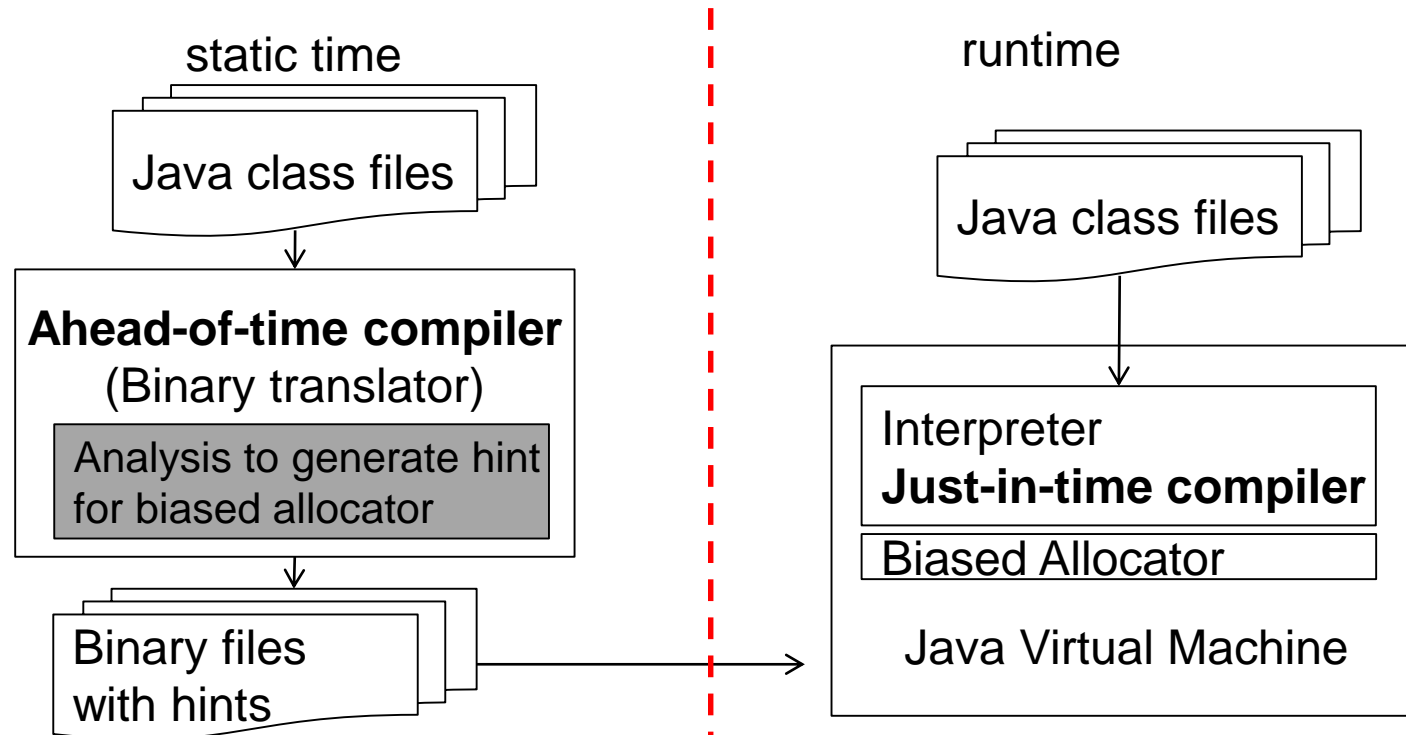 static time
Java class files
Ahead-of-time compiler
(Binary translator)
Analysis to generate hint
for biased allocator
Binary files
with hints
runtime
Java class files
Interpreter
Just-in-time compiler
Biased Allocator
Java Virtual Machine